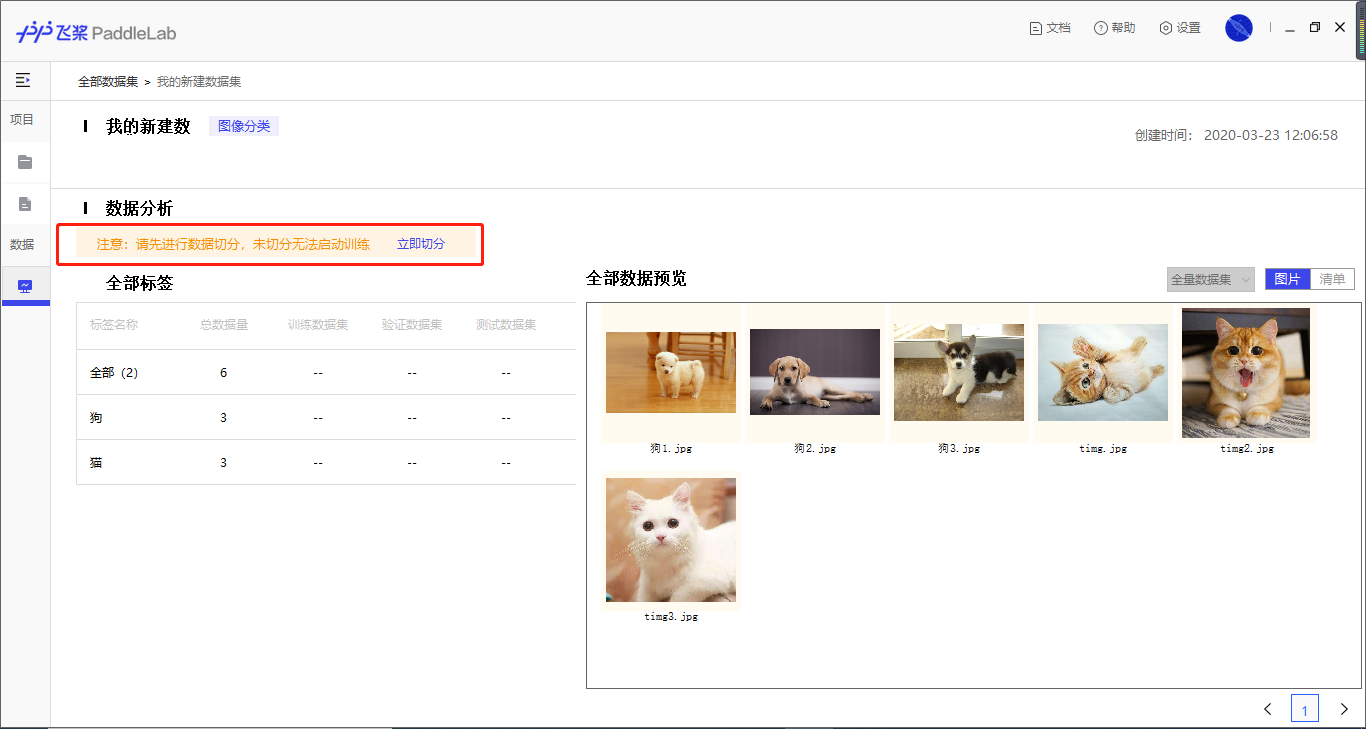 飞桨 PaddleLab
文档 帮助 设置
全部数据集 > 我的新建数据集
项目
我的新建数 图像分类
创建时间： 2020-03-23 12:06:58
数据分析
数据
注意：请先进行数据切分，未切分无法启动训练 立即切分
全部标签
标签名称 总数据量 训练数据集 验证数据集 测试数据集
全部（2） 6 -- -- --
狗 3 -- -- --
猫 3 -- -- --
全部数据预览
全量数据集 图片 清单
狗1.jpg 狗2.jpg 狗3.jpg timg.jpg timg2.jpg
timg3.jpg
1